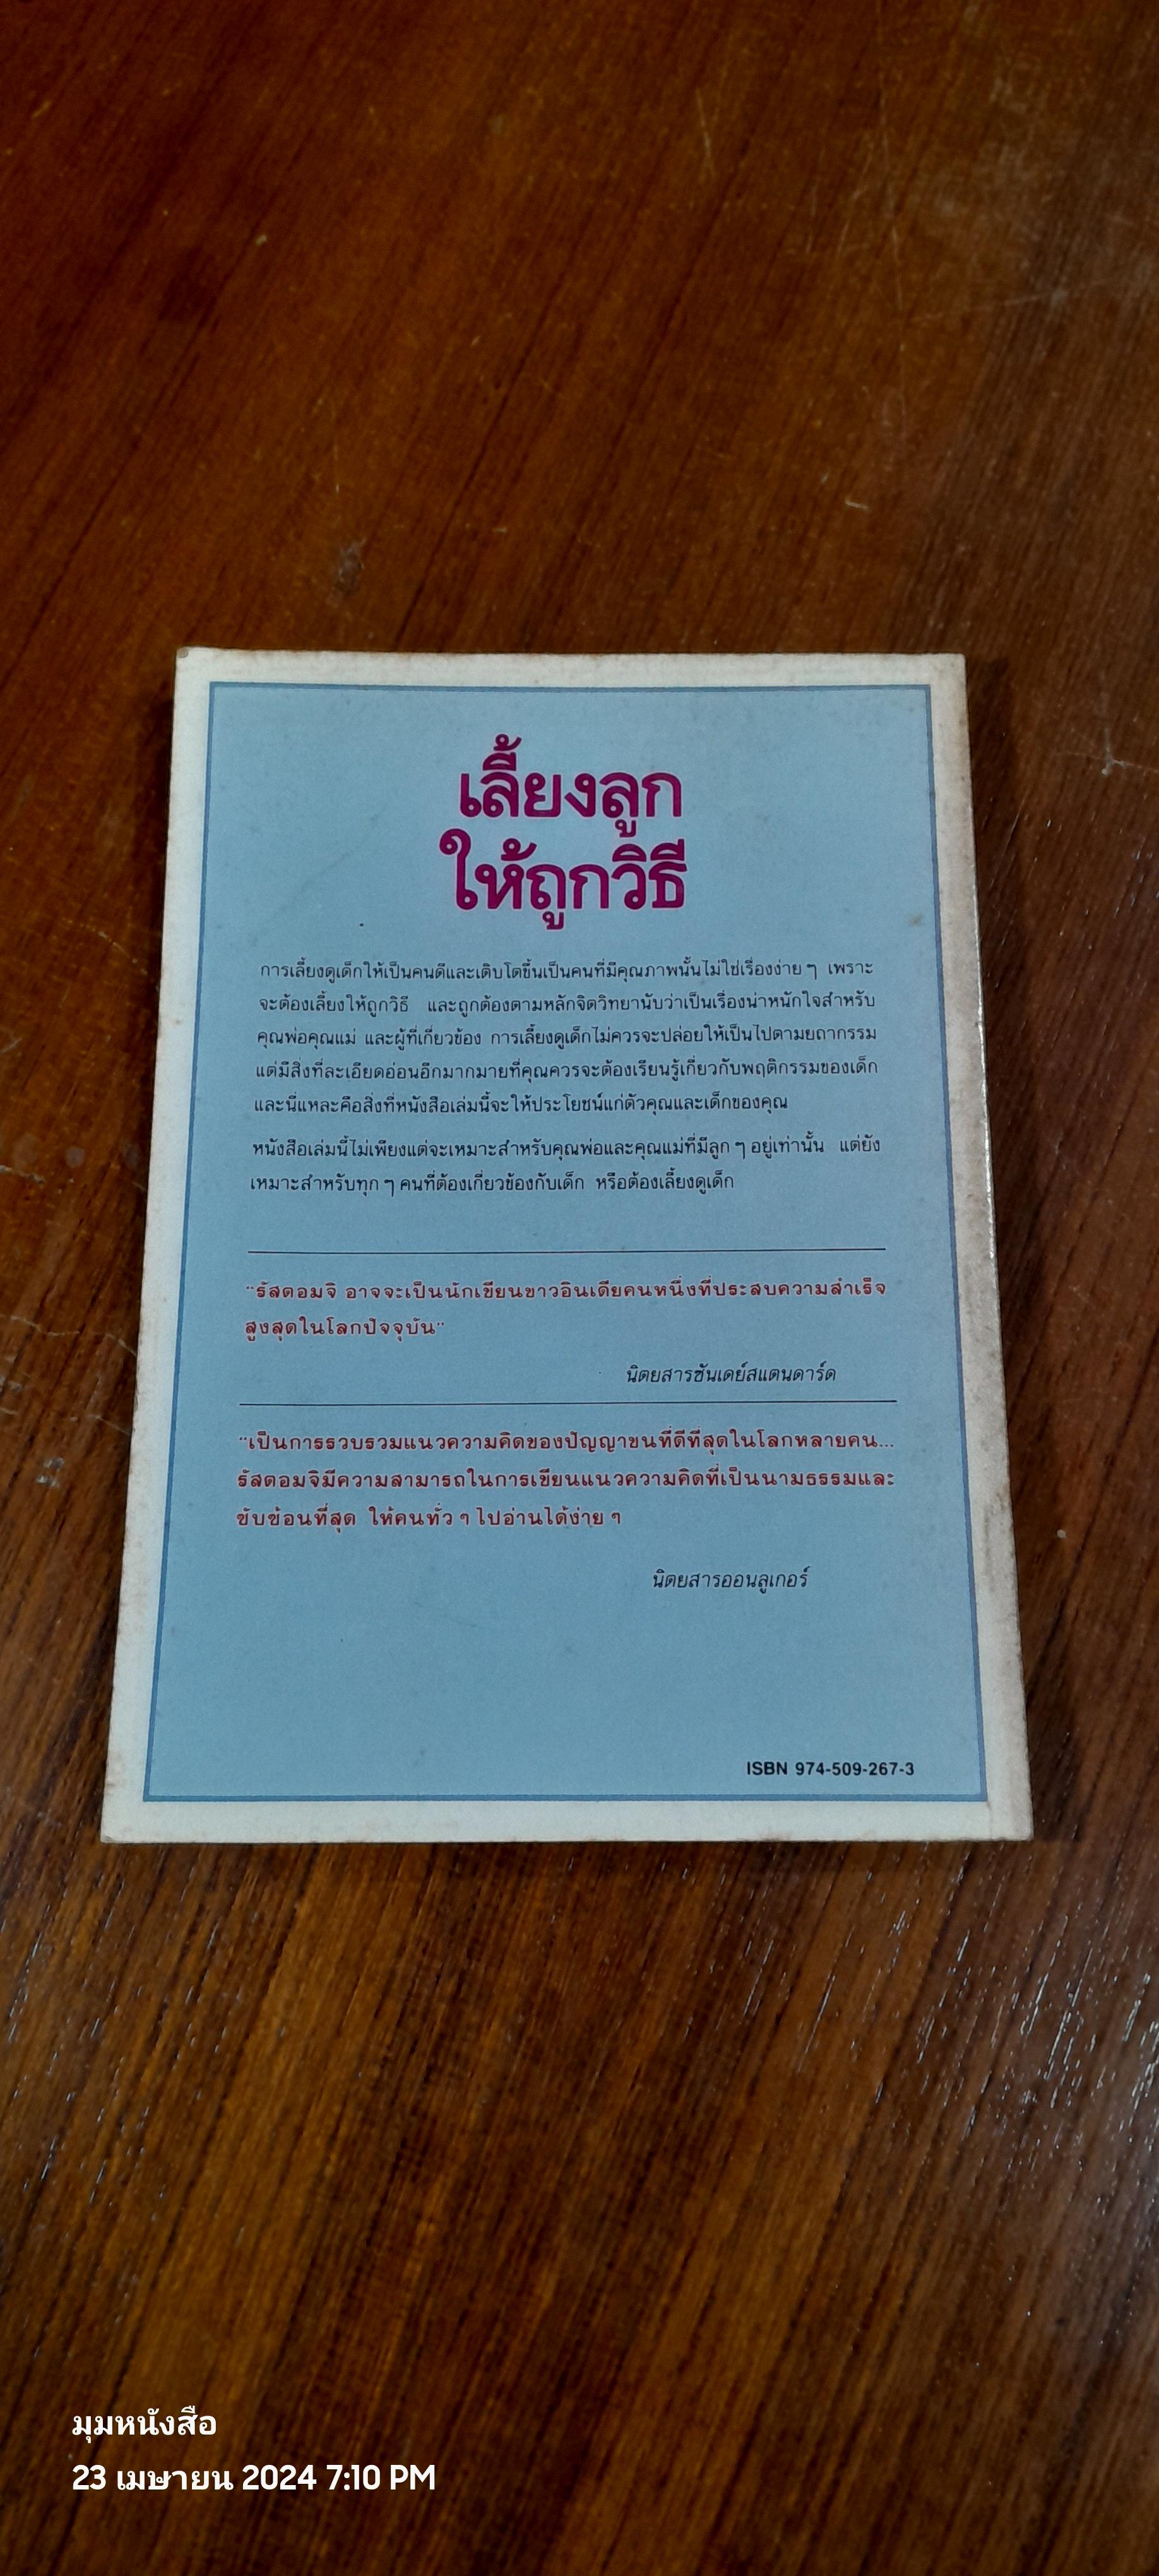 เลี้ยงลูก
ให้ถูกวิธี
การเลี้ยงดูเด็กให้เป็นคนดีและเติบโตขึ้นเป็นคนที่มีคุณภาพนั้นไม่ใช่เรื่องง่าย ๆ เพราะ
จะต้องเลี้ยงให้ถูกวิธี และถูกต้องตามหลักจิตวิทยานับว่าเป็นเรื่องน่าหนักใจสำหรับ
คุณพ่อคุณแม่ และผู้ที่เกี่ยวข้อง การเลี้ยงดูเด็กไม่ควรจะปล่อยให้เป็นไปตามยถากรรม
แต่มีสิ่งที่ละเอียดอ่อนอีกมากมายที่คุณควรจะต้องเรียนรู้เกี่ยวกับพฤติกรรมของเด็ก
และนี่แหละคือสิ่งที่หนังสือเล่มนี้จะให้ประโยชน์แก่ตัวคุณและเด็กของคุณ
หนังสือเล่มนี้ไม่เพียงแต่จะเหมาะสำหรับคุณพ่อและคุณแม่ที่มีลูก ๆ อยู่เท่านั้น แต่ยัง
เหมาะสำหรับทุก ๆ คนที่ต้องเกี่ยวข้องกับเด็ก หรือต้องเลี้ยงดูเด็ก
"รัสตอมจิ อาจจะเป็นนักเขียนชาวอินเดียคนหนึ่งที่ประสบความสำเร็จ
สูงสุดในโลกปัจจุบัน"
นิตยสารซันเดย์สแตนดาร์ด
"เป็นการรวบรวมแนวความคิดของปัญญาชนที่ดีที่สุดในโลกหลายคน...
รัสตอมจิมีความสามารถในการเขียนแนวความคิดที่เป็นนามธรรมและ
ซับซ้อนที่สุด ให้คนทั่ว ๆ ไปอ่านได้ง่าย ๆ
นิตยสารออนลูเกอร์
ISBN 974-509-267-3
มุมหนังสือ
23 เมษายน 2024 7:10 PM